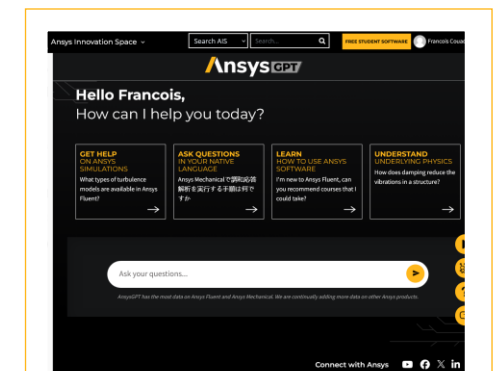 Ansys Innovation Space
Search AIS
Search...
FREE STUDENT SOFTWARE
Francois
Ansys GPT
Hello Francois,
How can I help you today?
GET HELP
ON ANSYS
SIMULATIONS
What types of turbulence
models are available in Ansys
Fluent?
ASK QUESTIONS
IN YOUR NATIVE
LANGUAGE
Ansys Mechanicalで調和応答
解析を実行する手順は何で
すか
LEARN
HOW TO USE ANSYS
SOFTWARE
I'm new to Ansys Fluent, can
you recommend courses that I
could take?
UNDERSTAND
UNDERLYING PHYSICS
How does damping reduce the
vibrations in a structure?
Ask your questions...
AnsysGPT has the most data on Ansys Fluent and Ansys Mechanical. We are continually adding more data on other Ansys products.
Connect with Ansys